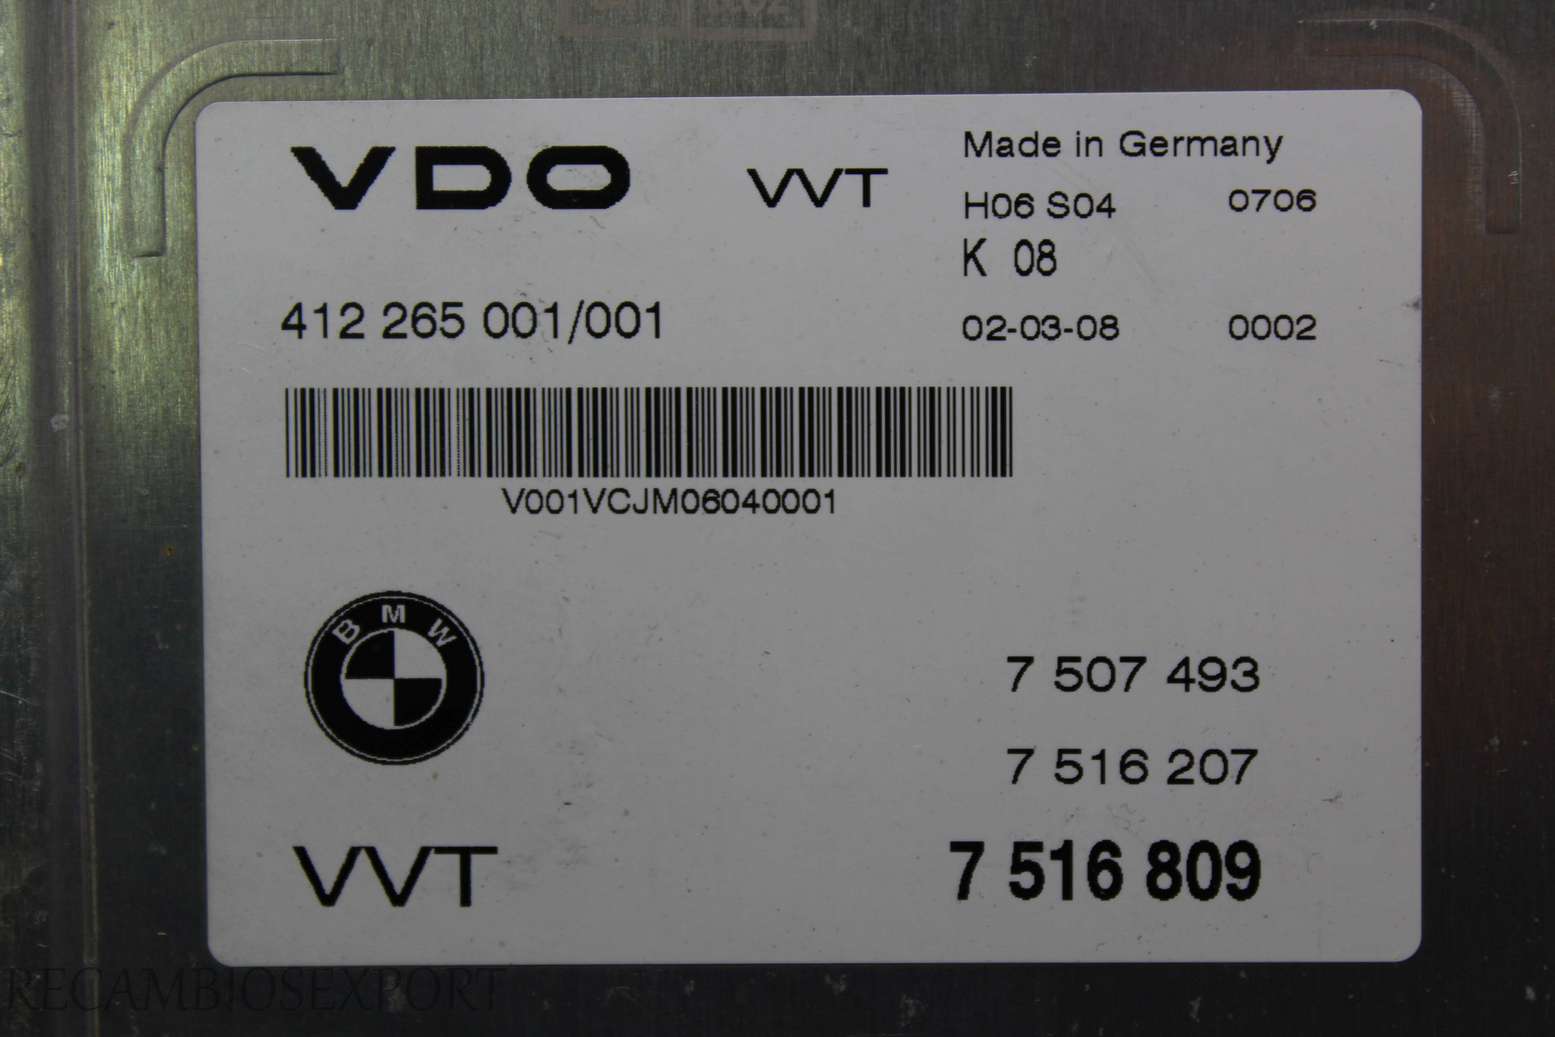 VDO VVT Made in Germany
H06 S04 0706
K 08
412 265 001/001 02-03-08 0002
V001VCJM06040001
BMW
7 507 493
7 516 207
VVT 7 516 809
RECAMBIOSEXPORT